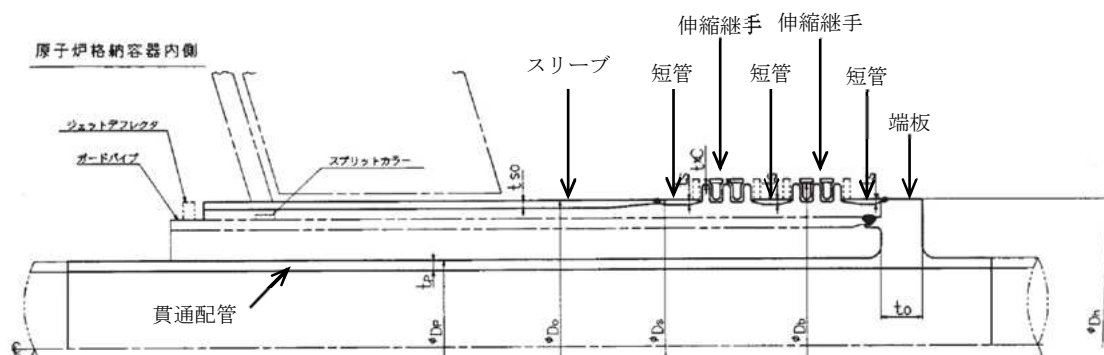 伸縮継手
伸縮継手
原子炉格納容器内側
スリーブ
短管
短管
短管
端板
ジェットデフレクタ
ガードパイプ
スプリットカラー
tso
txC
貫通配管
tp
to
φDp
φDo
φDs
φDb
φDh